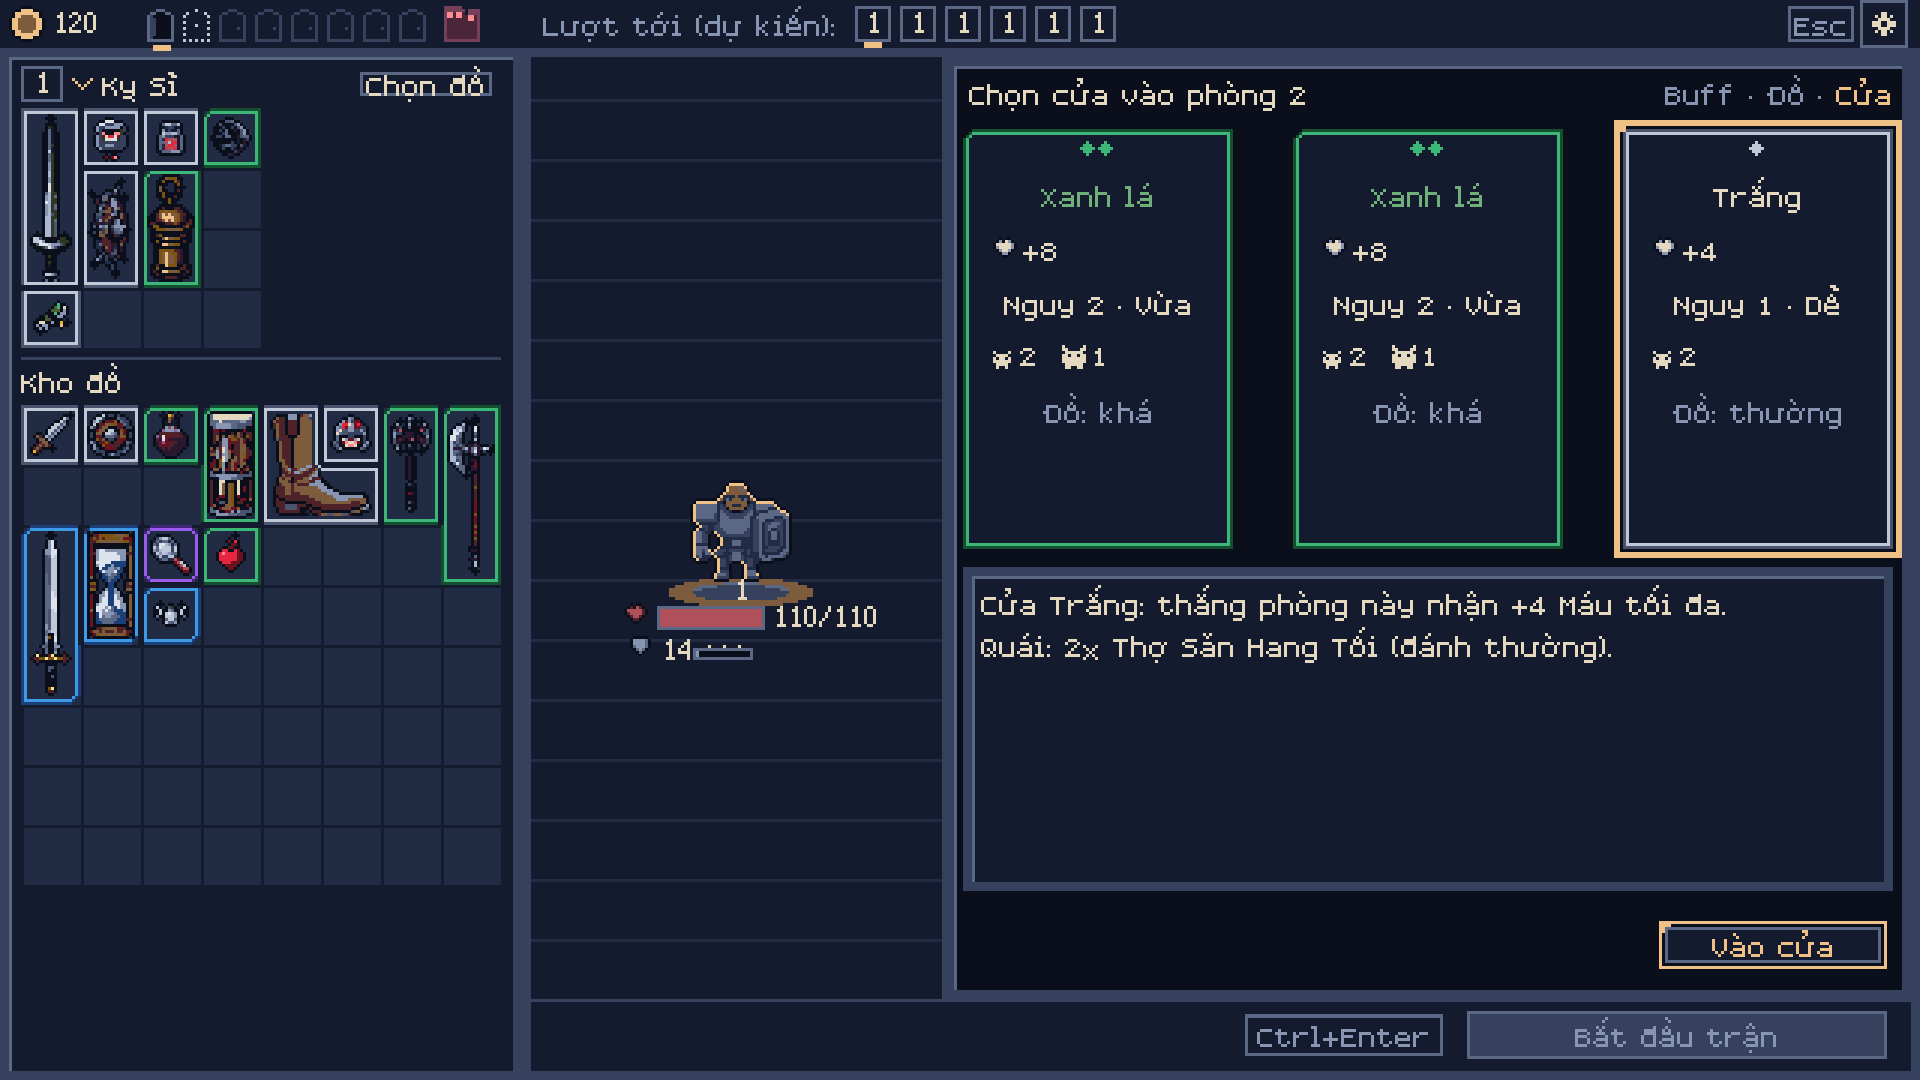 120
Lượt tới (dự kiến): 1 1 1 1 1 1
Esc
1 Kỵ Sĩ
Chọn đồ
Kho đồ
1
110/110
14
Chọn cửa vào phòng 2
Buff · Đồ · Cửa
Xanh lá
+8
Nguy 2 · Vừa
2 1
Đồ: khá
Xanh lá
+8
Nguy 2 · Vừa
2 1
Đồ: khá
Trắng
+4
Nguy 1 · Dễ
2
Đồ: thường
Cửa Trắng: thắng phòng này nhận +4 Máu tối đa.
Quái: 2x Thợ Săn Hang Tối (đánh thường).
Vào cửa
Ctrl+Enter
Bắt đầu trận